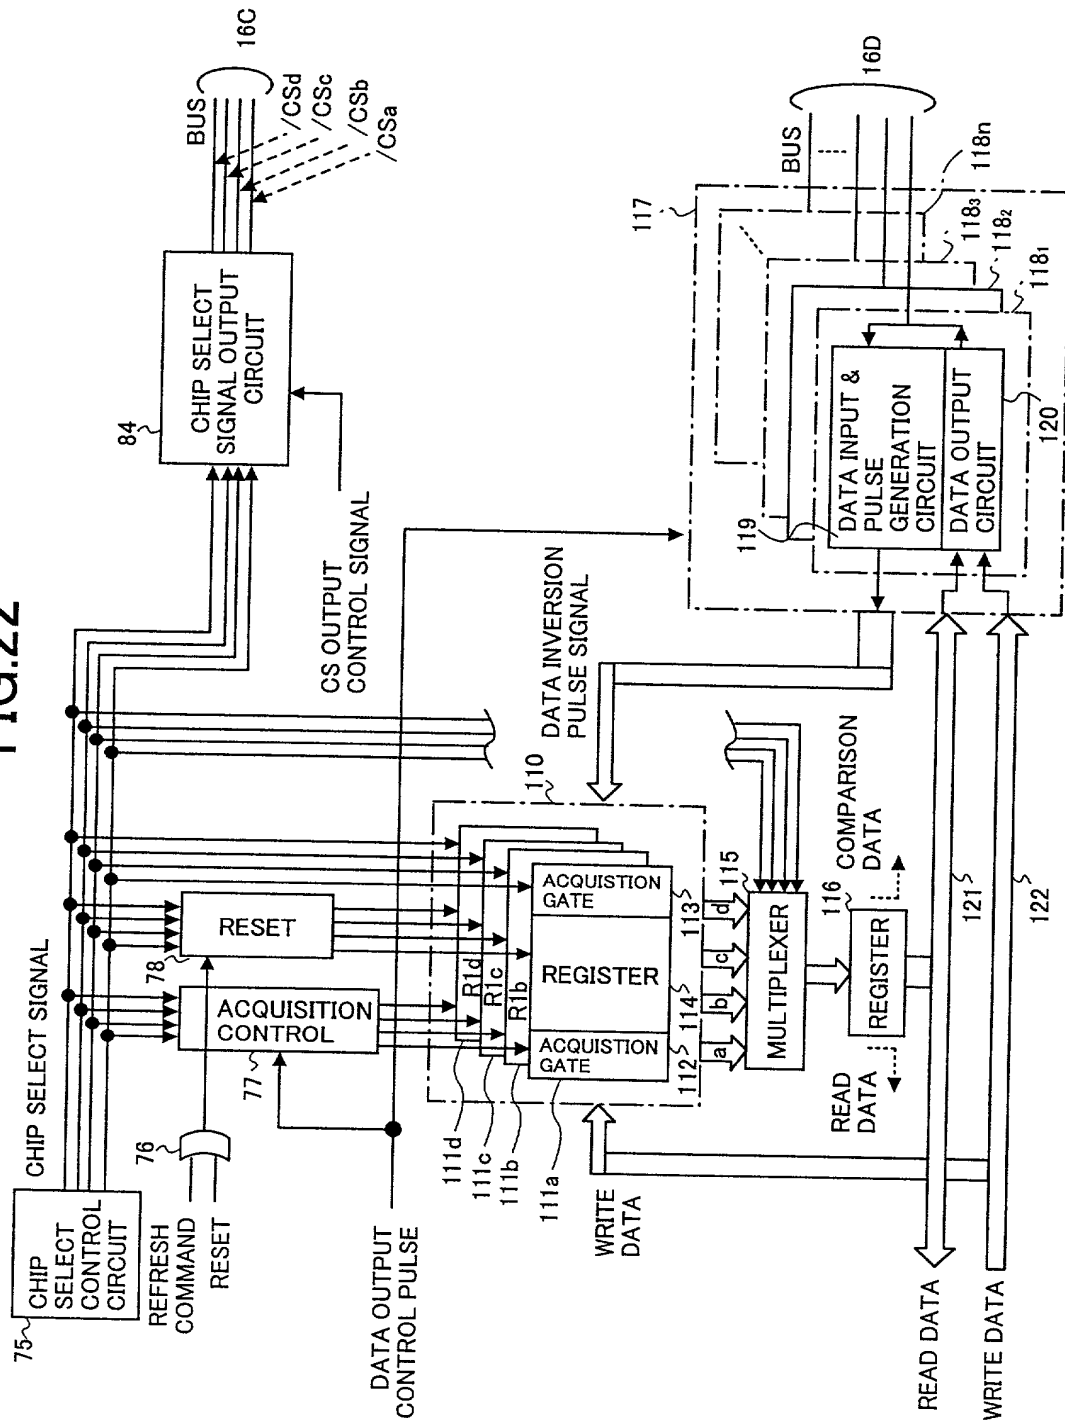 FIG.22
75
CHIP
SELECT
CONTROL
CIRCUIT
CHIP SELECT SIGNAL
REFRESH
COMMAND
RESET
76
77
ACQUISITION
CONTROL
78
RESET
84
CHIP SELECT
SIGNAL OUTPUT
CIRCUIT
BUS
16C
/CSd
/CSc
/CSb
/CSa
CS OUTPUT
CONTROL SIGNAL
DATA OUTPUT
CONTROL PULSE
DATA INVERSION
PULSE SIGNAL
110
111d
111c
111b
111a
R1d
R1c
R1b
ACQUISTION
GATE
REGISTER
ACQUISTION
GATE
112
114
113
WRITE
DATA
a
b
c
d
115
MULTIPLEXER
116
REGISTER
READ
DATA
COMPARISON
DATA
117
BUS
16D
118n
1183
1182
1181
119
DATA INPUT &
PULSE
GENERATION
CIRCUIT
DATA OUTPUT
CIRCUIT
120
READ DATA
121
WRITE DATA
122